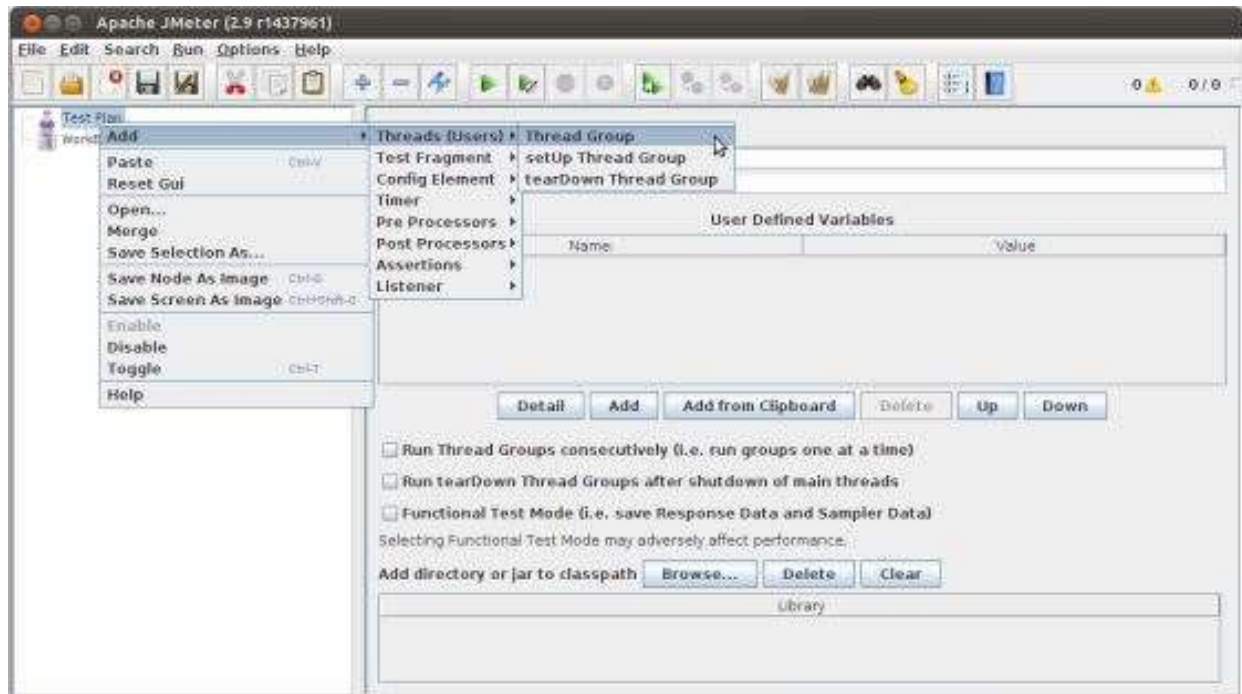 Apache JMeter (2.9 r1437961)
File Edit Search Run Options Help
0 0 / 0
Test Plan
Add
Paste Ctrl-V
Reset Gui
Open...
Merge
Save Selection As...
Save Node As Image Ctrl-G
Save Screen As Image Ctrl+Shift-G
Enable
Disable
Toggle Ctrl-T
Help
Threads (Users)
Test Fragment
Config Element
Timer
Pre Processors
Post Processors
Assertions
Listener
Thread Group
setUp Thread Group
tearDown Thread Group
User Defined Variables
Name: Value
Detail Add Add from Clipboard Delete Up Down
Run Thread Groups consecutively (i.e. run groups one at a time)
Run tearDown Thread Groups after shutdown of main threads
Functional Test Mode (i.e. save Response Data and Sampler Data)
Selecting Functional Test Mode may adversely affect performance.
Add directory or jar to classpath Browse... Delete Clear
Library